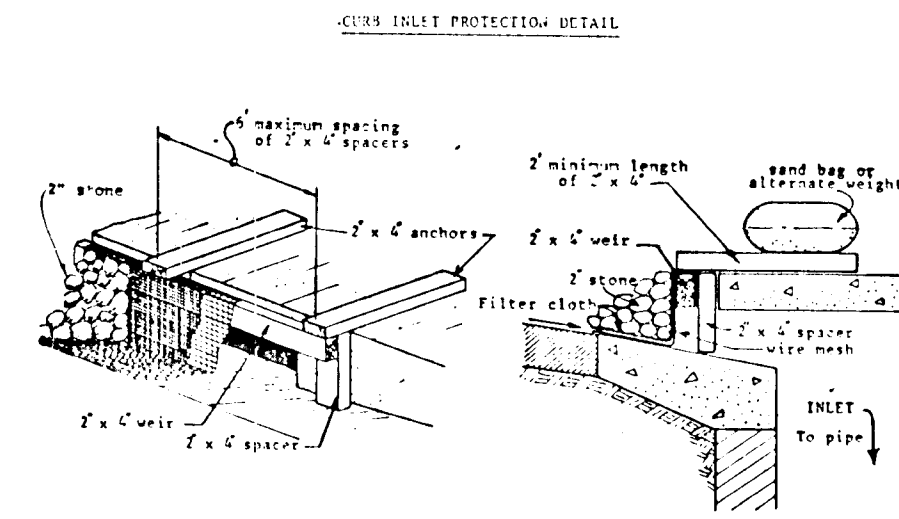 CURB INLET PROTECTION DETAIL
6' maximum spacing
of 2" x 4" spacers
2" stone
2" x 4" anchors
2" x 4" weir
2" x 4" spacer
2' minimum length
of 2" x 4"
sand bag or
alternate weight
2" x 4" weir
2" stone
Filter cloth
2" x 4" spacer
wire mesh
INLET
To pipe